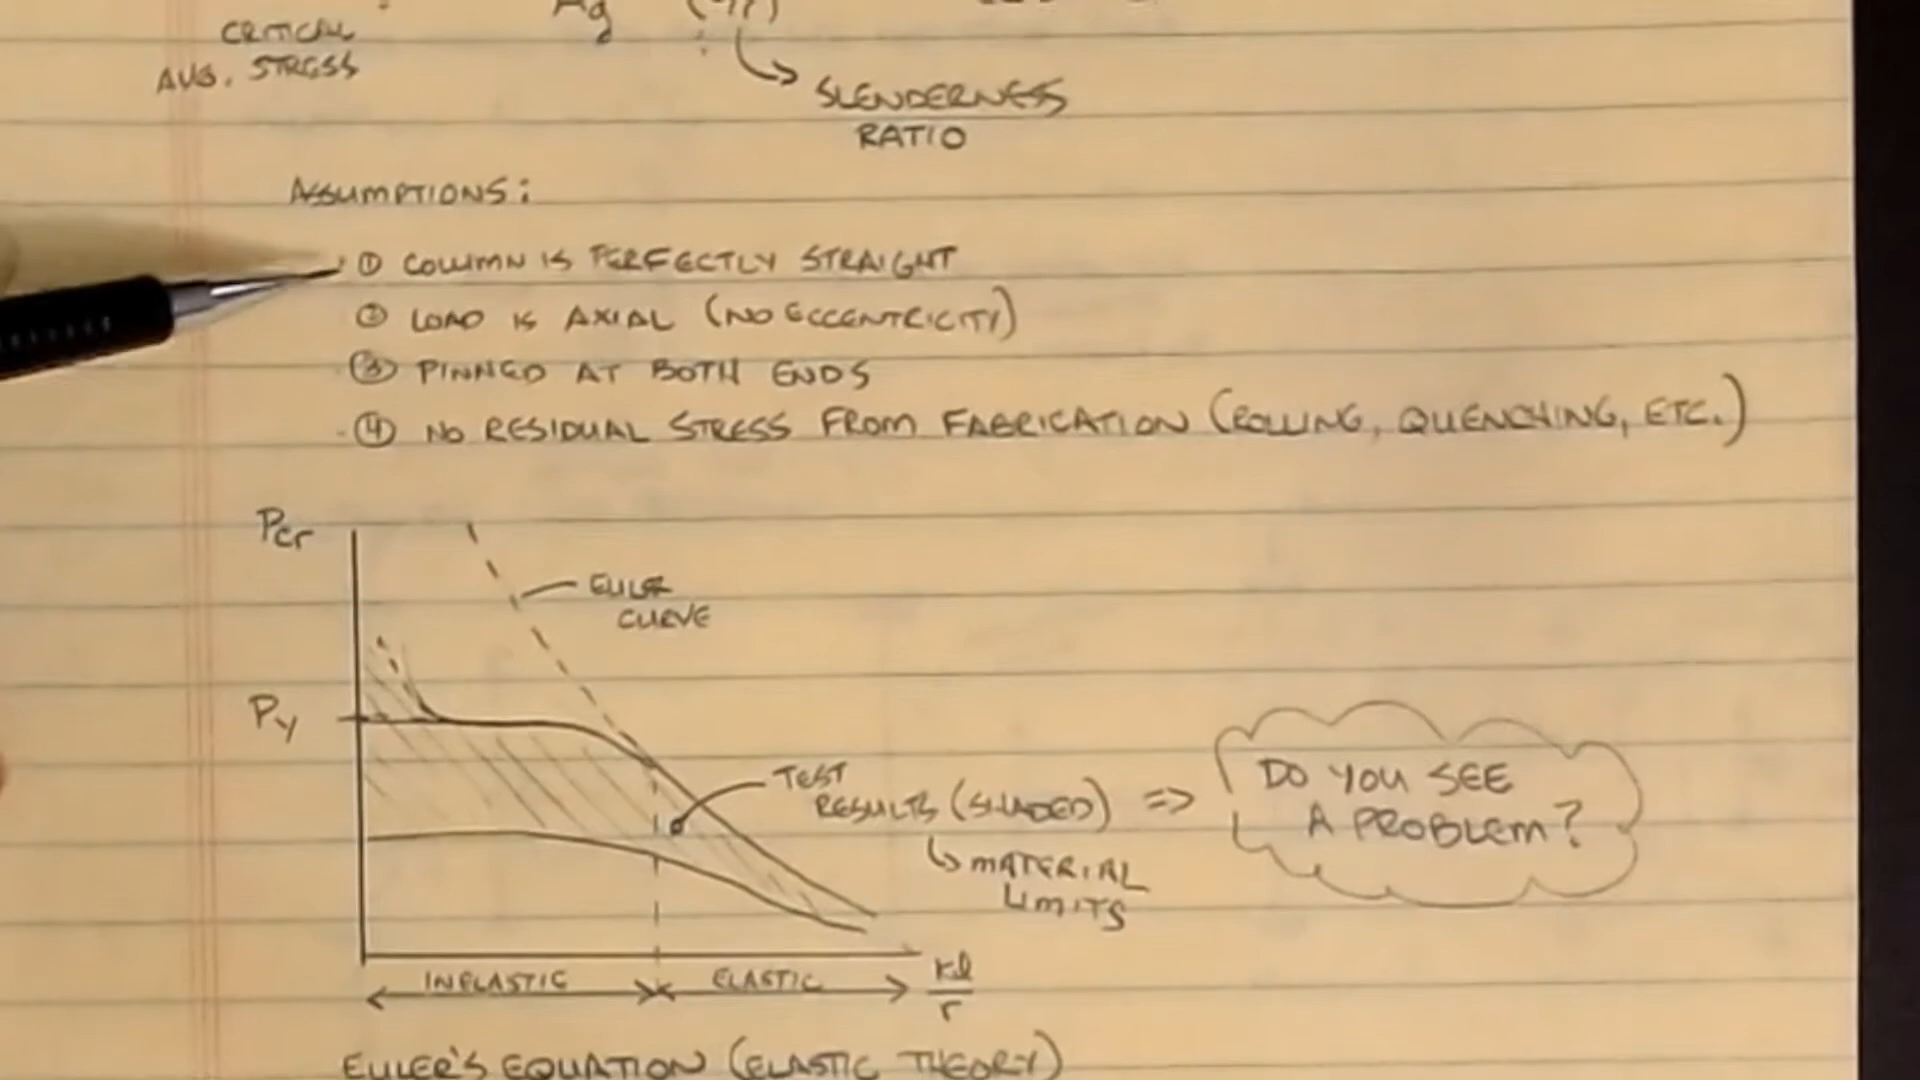 CRITICAL
AVG. STRESS
Ag
SLENDERNESS
RATIO
ASSUMPTIONS:
① COLUMN IS PERFECTLY STRAIGHT
② LOAD IS AXIAL (NO ECCENTRICITY)
③ PINNED AT BOTH ENDS
④ NO RESIDUAL STRESS FROM FABRICATION (ROLLING, QUENCHING, ETC.)
Pcr
EULER
CURVE
Py
TEST
RESULTS (SHADED) =>
MATERIAL
LIMITS
DO YOU SEE
A PROBLEM?
INELASTIC
ELASTIC
kl
r
EULER'S EQUATION (ELASTIC THEORY)